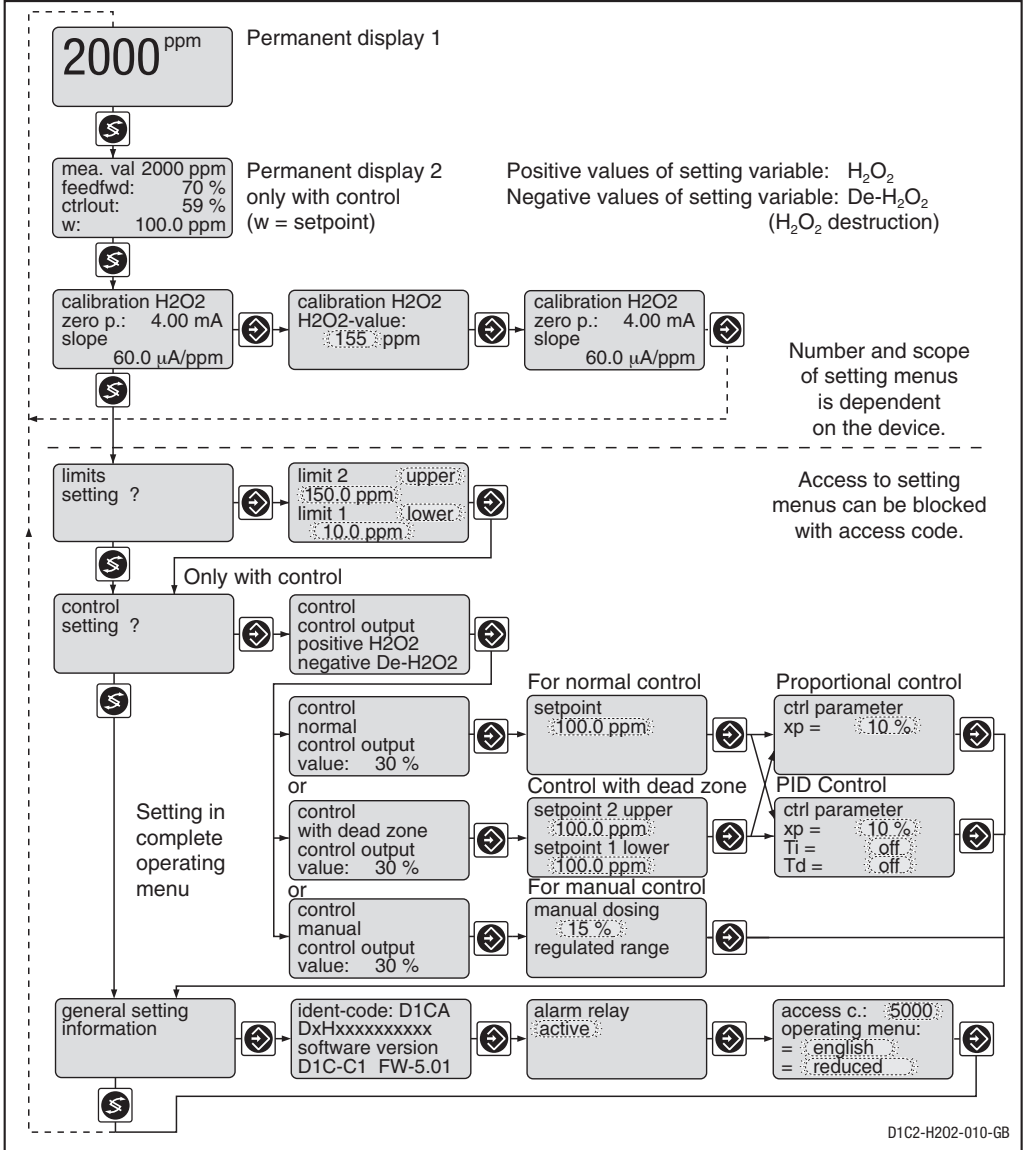 2000 ppm
Permanent display 1
mea. val 2000 ppm
feedfwd: 70 %
ctrlout: 59 %
w: 100.0 ppm
Permanent display 2
only with control
(w = setpoint)
Positive values of setting variable: H₂O₂
Negative values of setting variable: De-H₂O₂
(H₂O₂ destruction)
calibration H2O2
zero p.: 4.00 mA
slope
60.0 µA/ppm
calibration H2O2
H2O2-value:
155 ppm
calibration H2O2
zero p.: 4.00 mA
slope
60.0 µA/ppm
Number and scope
of setting menus
is dependent
on the device.
limits
setting ?
limit 2 upper
150.0 ppm
limit 1 lower
10.0 ppm
Access to setting
menus can be blocked
with access code.
Only with control
control
setting ?
control
control output
positive H2O2
negative De-H2O2
Setting in
complete
operating
menu
control
normal
control output
value: 30 %
For normal control
setpoint
100.0 ppm
Proportional control
ctrl parameter
xp = 10 %
or
control
with dead zone
control output
value: 30 %
Control with dead zone
setpoint 2 upper
100.0 ppm
setpoint 1 lower
100.0 ppm
PID Control
ctrl parameter
xp = 10 %
Ti = off
Td = off
or
control
manual
control output
value: 30 %
For manual control
manual dosing
15 %
regulated range
general setting
information
ident-code: D1CA
DxHxxxxxxxxxx
software version
D1C-C1 FW-5.01
alarm relay
active
access c.: 5000
operating menu:
= english
= reduced
D1C2-H2O2-010-GB